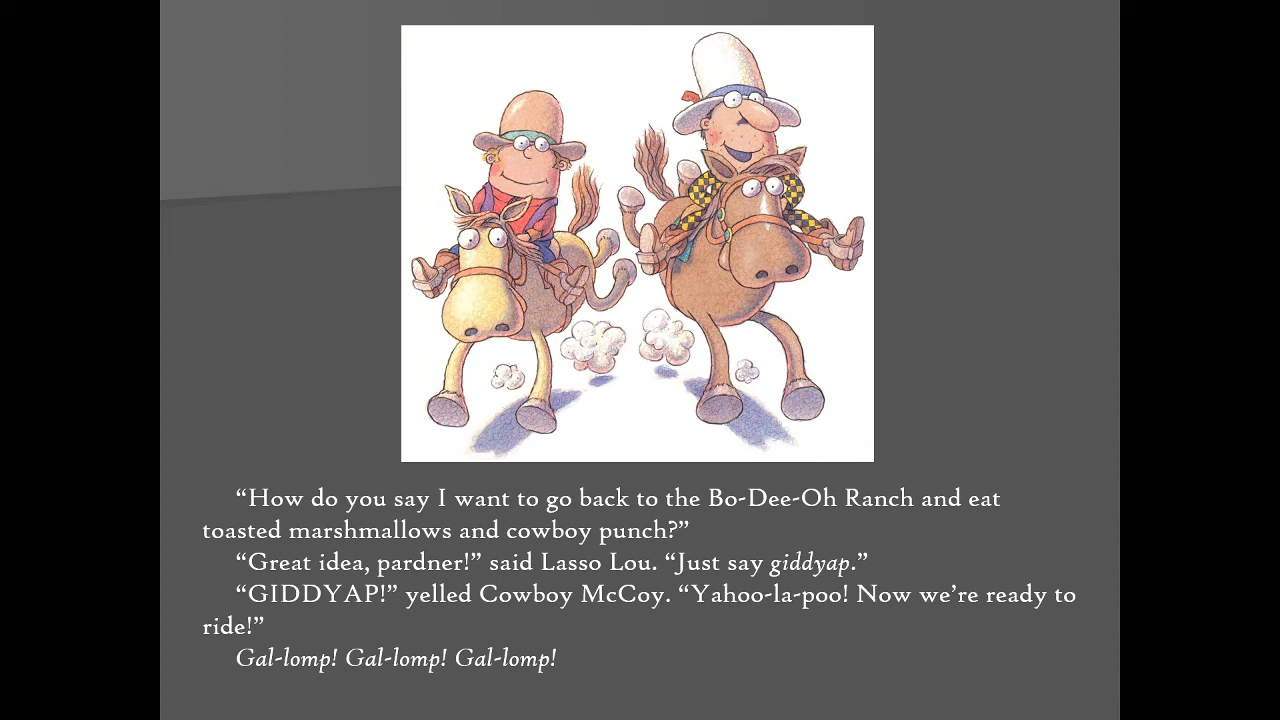 “How do you say I want to go back to the Bo-Dee-Oh Ranch and eat
toasted marshmallows and cowboy punch?”
“Great idea, pardner!” said Lasso Lou. “Just say giddyap.”
“GIDDYAP!” yelled Cowboy McCoy. “Yahoo-la-poo! Now we’re ready to
ride!”
Gal-lomp! Gal-lomp! Gal-lomp!